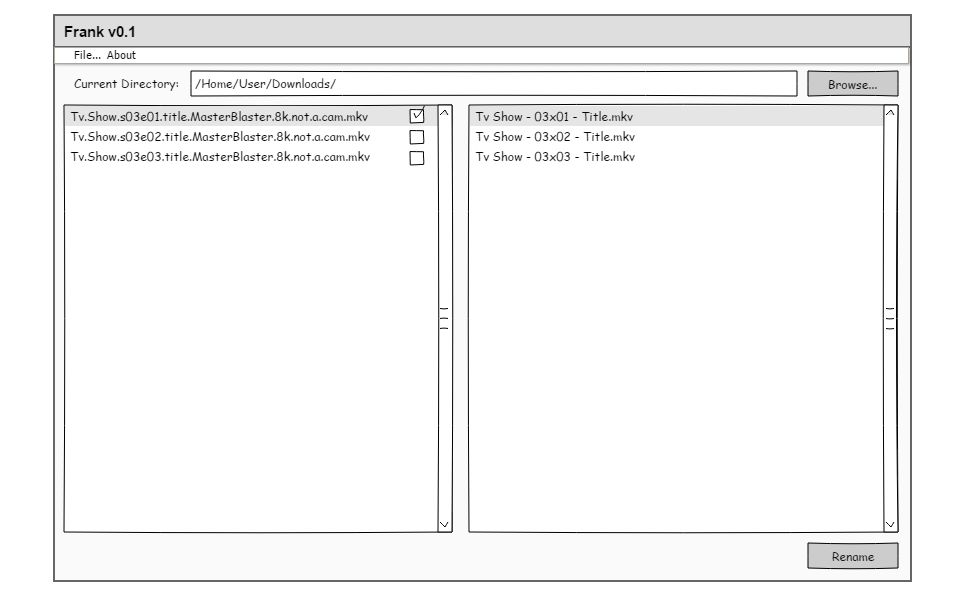 Frank v0.1
File... About
Current Directory: /Home/User/Downloads/ Browse...
Tv.Show.s03e01.title.MasterBlaster.8k.not.a.cam.mkv
Tv.Show.s03e02.title.MasterBlaster.8k.not.a.cam.mkv
Tv.Show.s03e03.title.MasterBlaster.8k.not.a.cam.mkv
Tv Show - 03x01 - Title.mkv
Tv Show - 03x02 - Title.mkv
Tv Show - 03x03 - Title.mkv
Rename